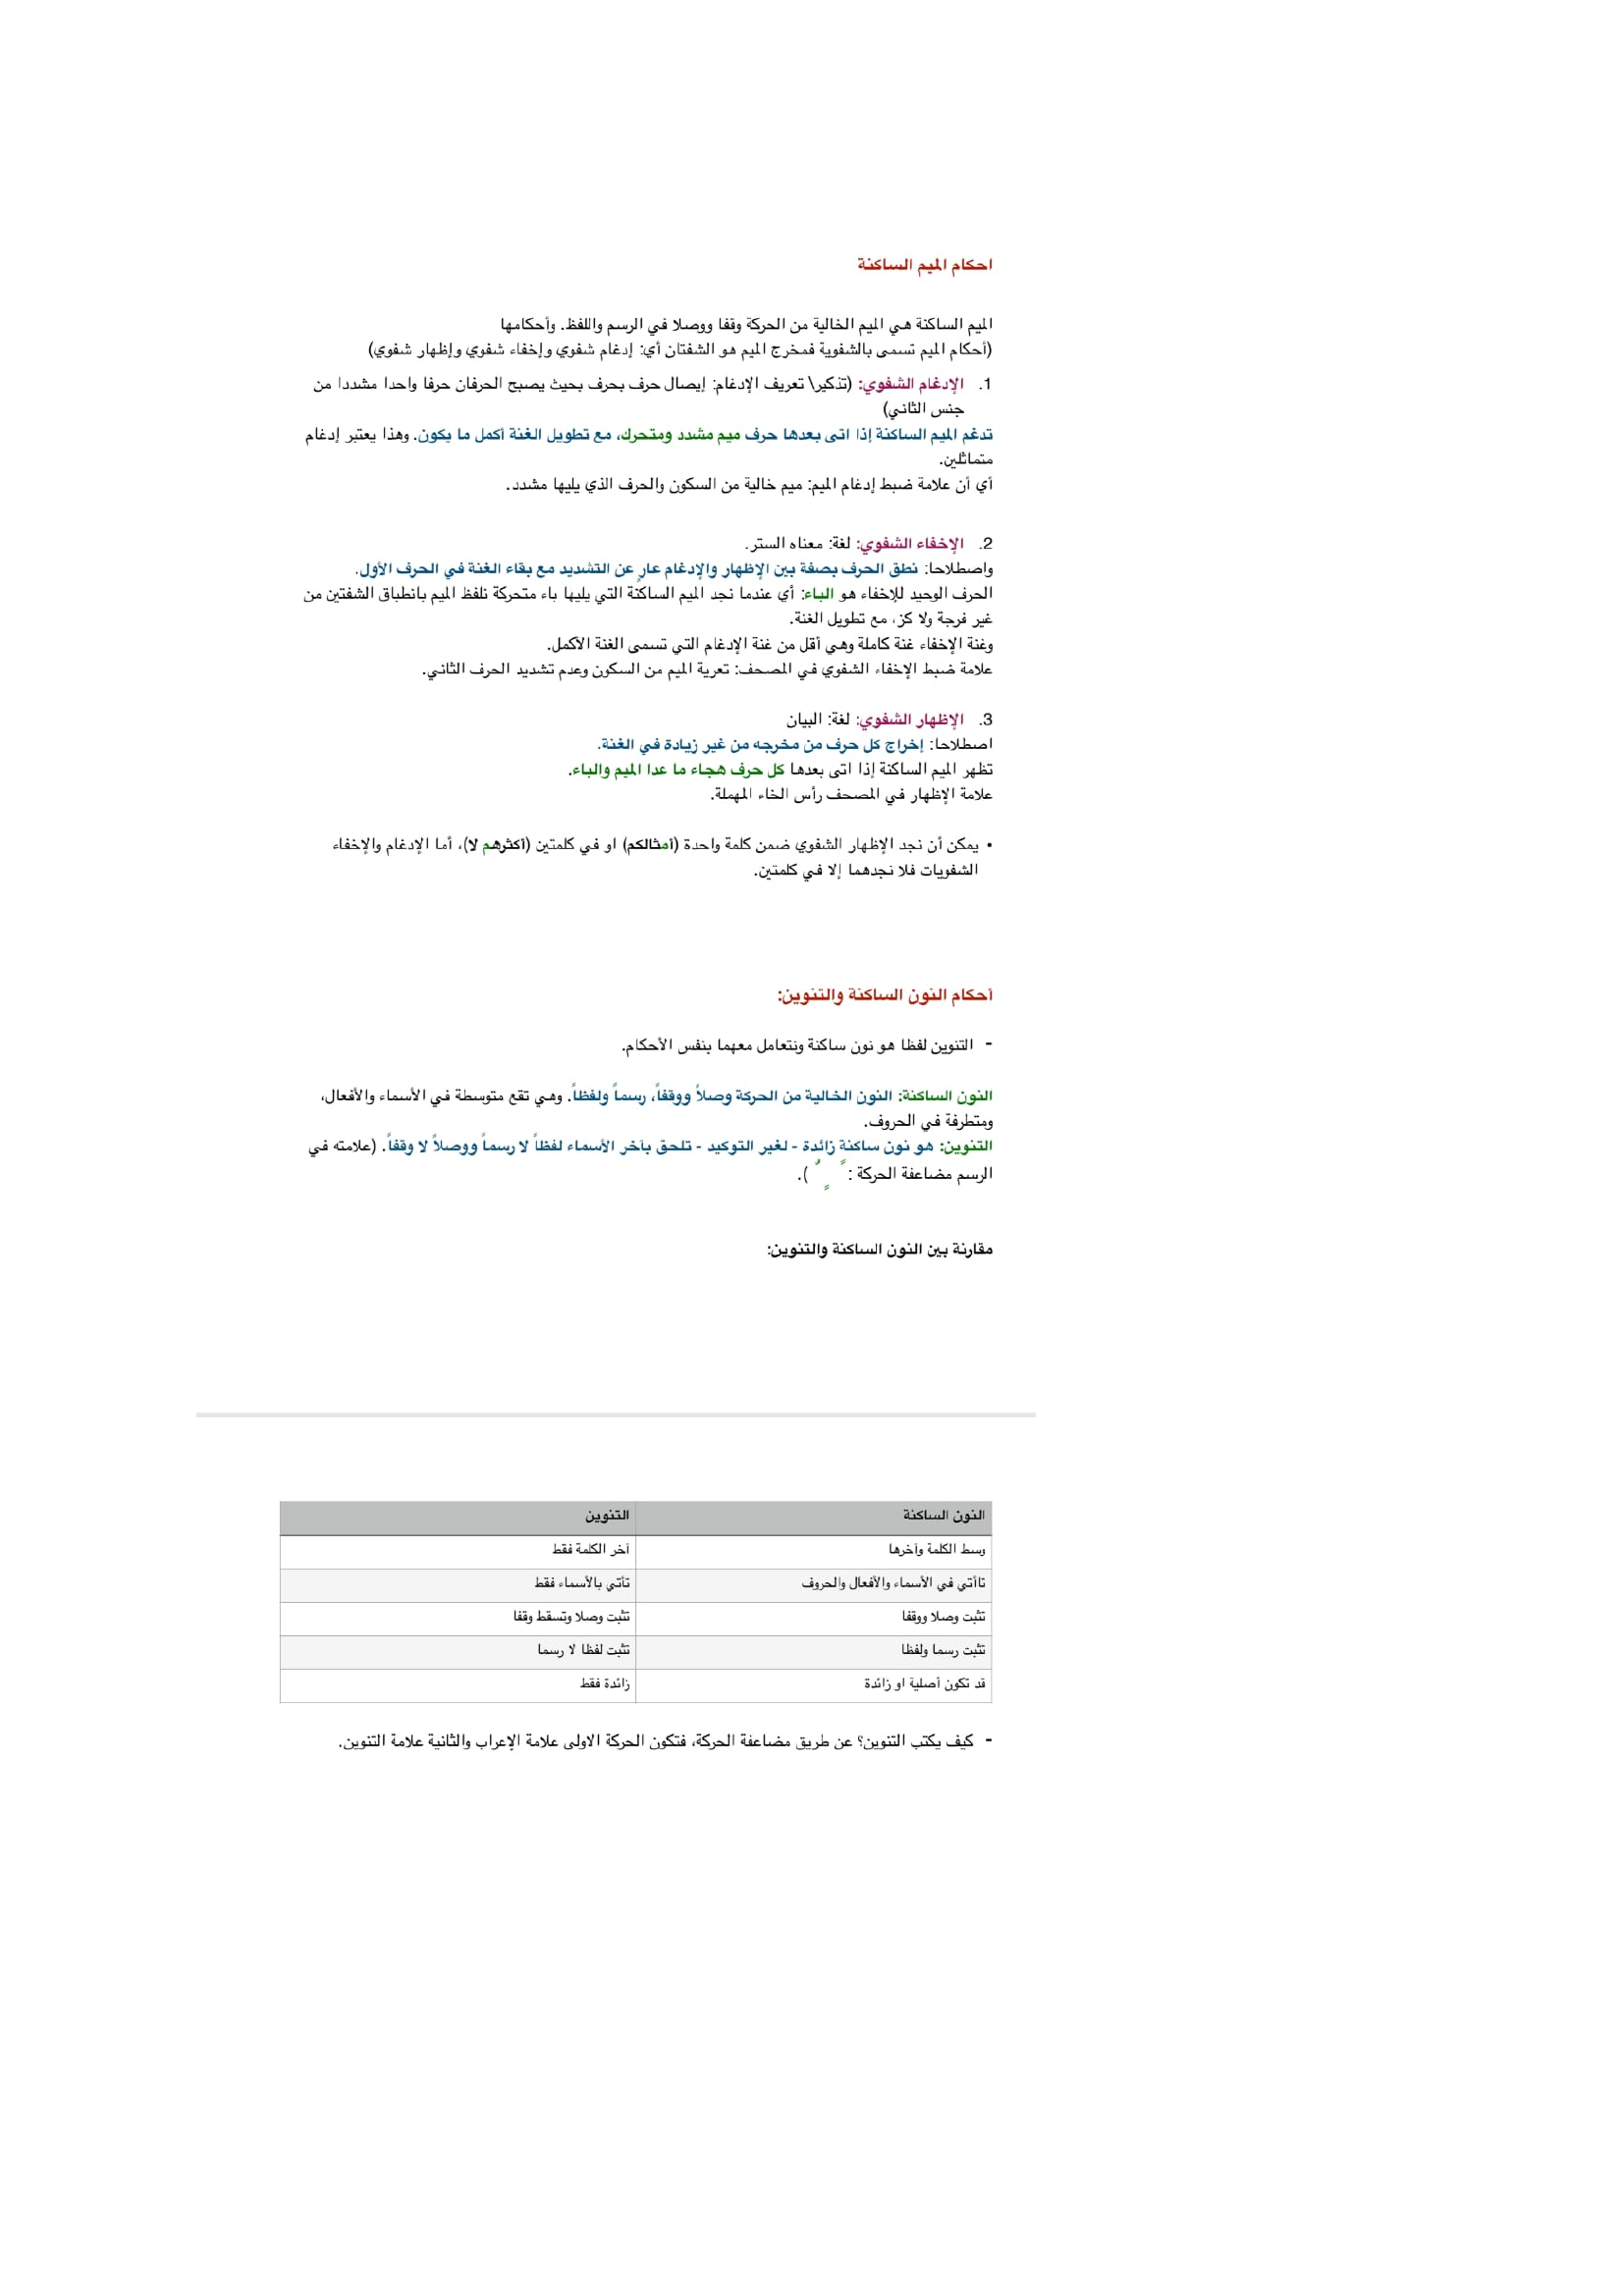 احكام الميم الساكنة
الميم الساكنة هي الميم الخالية من الحركة وقفا ووصلا في الرسم واللفظ. وأحكامها
(أحكام الميم تسمى بالشفوية فمخرج الميم هو الشفتان أي: إدغام شفوي وإخفاء شفوي وإظهار شفوي)
1. الإدغام الشفوي: (تذكير\ تعريف الإدغام: إيصال حرف بحرف بحيث يصبح الحرفان حرفا واحدا مشددا من
جنس الثاني)
تدغم الميم الساكنة إذا اتى بعدها حرف ميم مشدد ومتحرك، مع تطويل الغنة أكمل ما يكون. وهذا يعتبر إدغام
متماثلين.
أي أن علامة ضبط إدغام الميم: ميم خالية من السكون والحرف الذي يليها مشدد.
2. الإخفاء الشفوي: لغة: معناه الستر.
واصطلاحا: نطق الحرف بصفة بين الإظهار والإدغام عارٍ عن التشديد مع بقاء الغنة في الحرف الأول.
الحرف الوحيد للإخفاء هو الباء: أي عندما نجد الميم الساكنة التي يليها باء متحركة نلفظ الميم بانطباق الشفتين من
غير فرجة ولا كز، مع تطويل الغنة.
وغنة الإخفاء غنة كاملة وهي أقل من غنة الإدغام التي تسمى الغنة الأكمل.
علامة ضبط الإخفاء الشفوي في المصحف: تعرية الميم من السكون وعدم تشديد الحرف الثاني.
3. الإظهار الشفوي: لغة: البيان
اصطلاحا: إخراج كل حرف من مخرجه من غير زيادة في الغنة.
تظهر الميم الساكنة إذا اتى بعدها كل حرف هجاء ما عدا الميم والباء.
علامة الإظهار في المصحف رأس الخاء المهملة.
• يمكن أن نجد الإظهار الشفوي ضمن كلمة واحدة (أمثالكم) او في كلمتين (أكثرهم لا)، أما الإدغام والإخفاء
الشفويات فلا نجدهما إلا في كلمتين.
أحكام النون الساكنة والتنوين:
- التنوين لفظا هو نون ساكنة ونتعامل معهما بنفس الأحكام.
النون الساكنة: النون الخالية من الحركة وصلاً ووقفاً، رسماً ولفظاً. وهي تقع متوسطة في الأسماء والأفعال،
ومتطرفة في الحروف.
التنوين: هو نون ساكنة زائدة - لغير التوكيد - تلحق بآخر الأسماء لفظاً لا رسماً ووصلاً لا وقفاً. (علامته في
الرسم مضاعفة الحركة : ً ٍ ٌ ).
مقارنة بين النون الساكنة والتنوين:
النون الساكنة التنوين
وسط الكلمة وآخرها آخر الكلمة فقط
تاأتي في الأسماء والأفعال والحروف تأتي بالأسماء فقط
تثبت وصلا ووقفا تثبت وصلا وتسقط وقفا
تثبت رسما ولفظا تثبت لفظا لا رسما
قد تكون أصلية او زائدة زائدة فقط
- كيف يكتب التنوين؟ عن طريق مضاعفة الحركة، فتكون الحركة الاولى علامة الإعراب والثانية علامة التنوين.